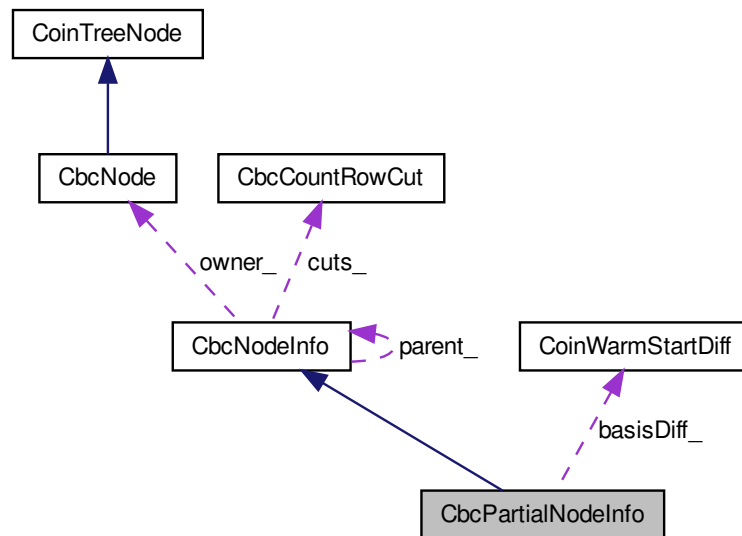 CoinTreeNode
CbcNode
CbcCountRowCut
owner_
cuts_
CbcNodeInfo
parent_
CoinWarmStartDiff
basisDiff_
CbcPartialNodeInfo